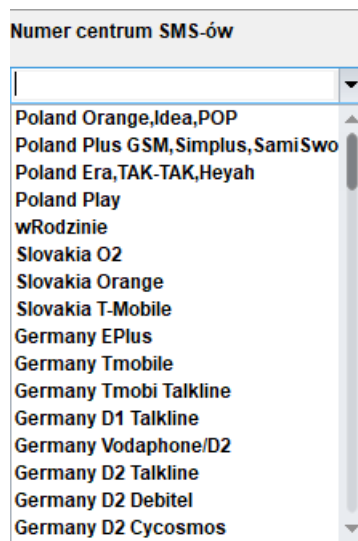 Numer centrum SMS-ów
Poland Orange,Idea,POP
Poland Plus GSM,Simplus,SamiSwo
Poland Era,TAK-TAK,Heyah
Poland Play
wRodzinie
Slovakia O2
Slovakia Orange
Slovakia T-Mobile
Germany EPlus
Germany Tmobile
Germany Tmobi Talkline
Germany D1 Talkline
Germany Vodaphone/D2
Germany D2 Talkline
Germany D2 Debitel
Germany D2 Cycosmos